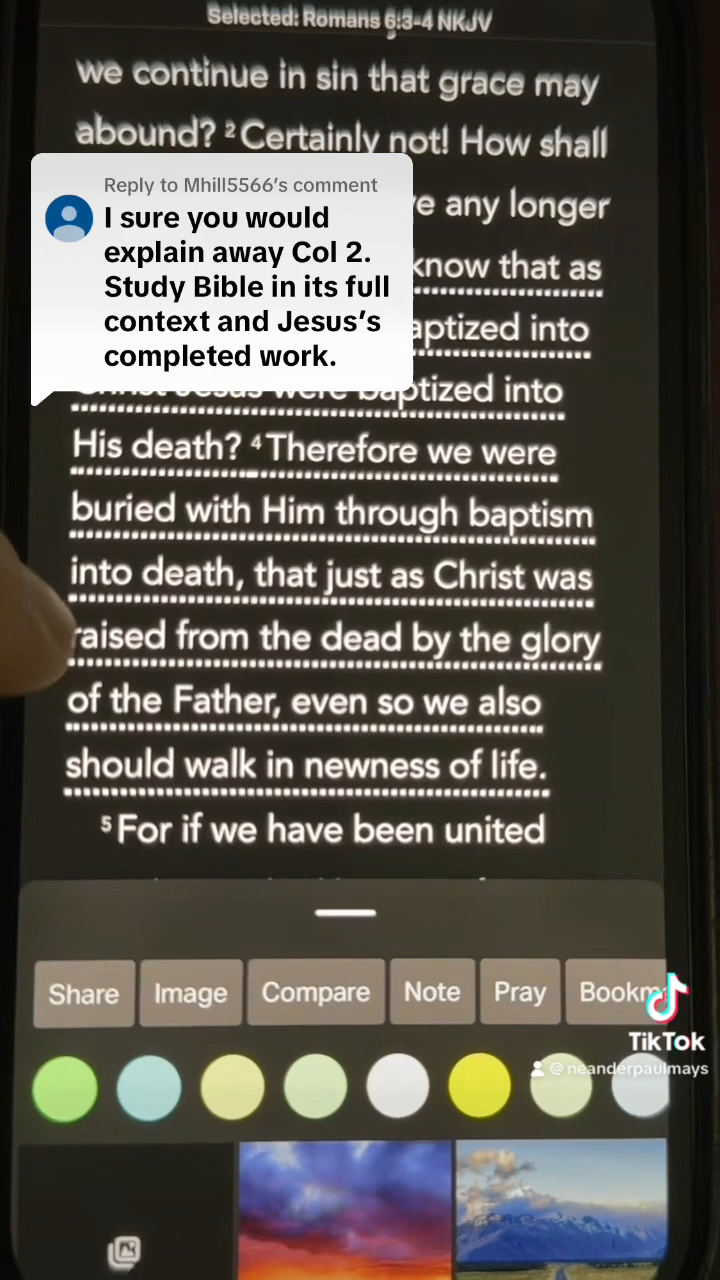 Selected: Romans 6:3-4 NKJV
we continue in sin that grace may
abound? 2 Certainly not! How shall
any longer
know that as
into
Reply to Mhill5566's comment
I sure you would
explain away Col 2.
Study Bible in its full
context and Jesus's
completed work.
Christ Jesus were baptized into
His death? 4 Therefore we were
buried with Him through baptism
into death, that just as Christ was
raised from the dead by the glory
of the Father, even so we also
should walk in newness of life.
5 For if we have been united
Share Image Compare Note Pray
TikTok
@neanderpaulmays